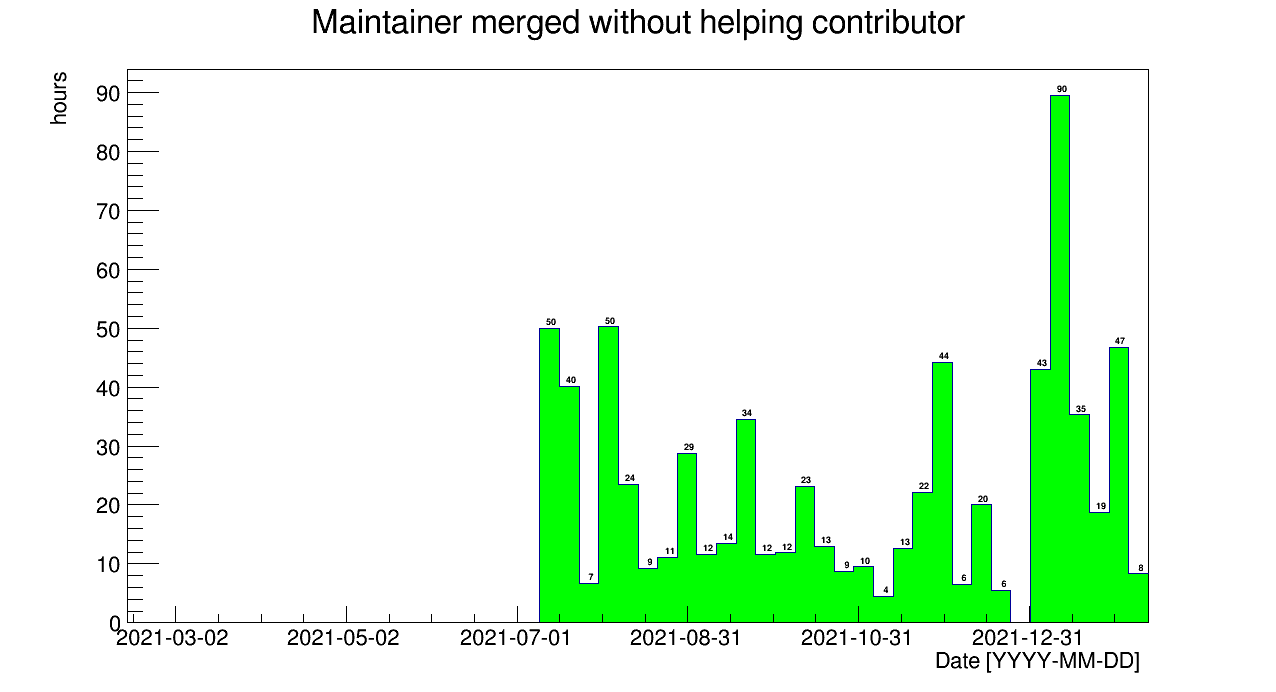 Maintainer merged without helping contributor
hours
90
80
70
60
50
40
30
20
10
0
50 40 7 50 24 9 11 29 12 14 34 12 12 23 13 9 10 4 13 22 44 6 20 6 43 90 35 19 47 8
2021-03-02 2021-05-02 2021-07-01 2021-08-31 2021-10-31 2021-12-31
Date [YYYY-MM-DD]